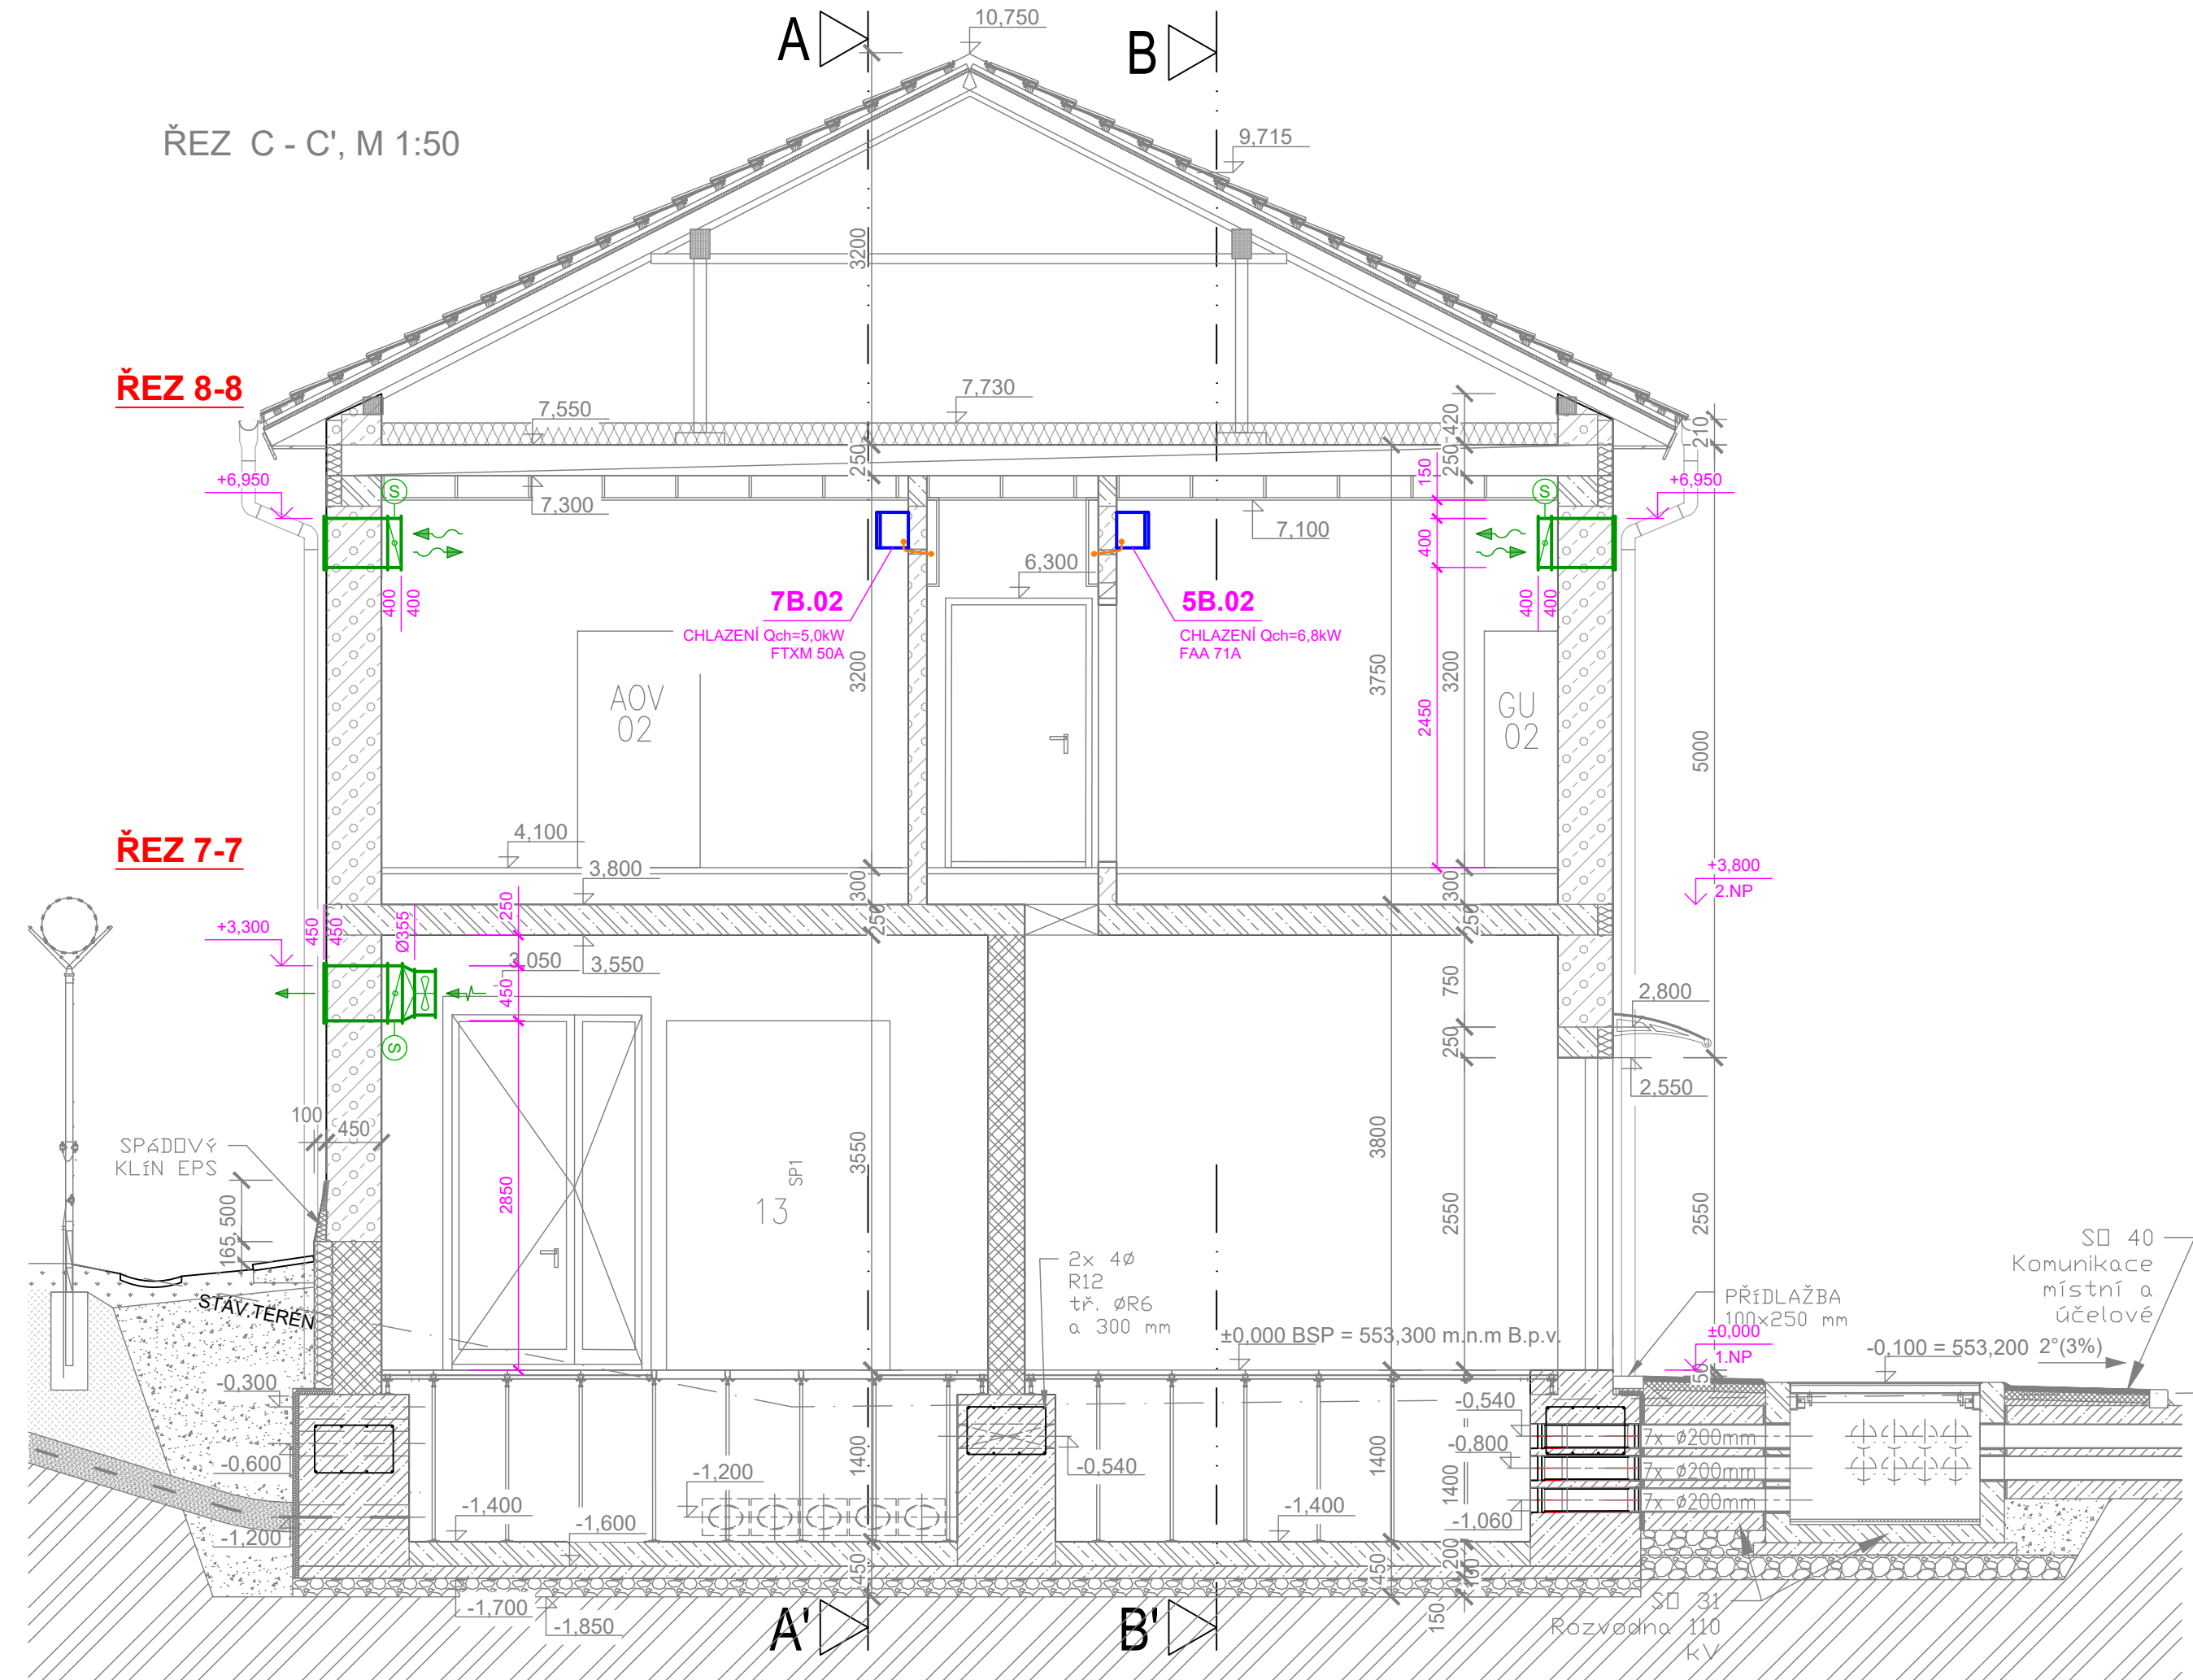 A
B
10,750
ŘEZ C - C', M 1:50
9,715
3200
ŘEZ 8-8
7,550
7,730
420
210
250
250
150
+6,950
S
7,300
7,100
S
+6,950
400
6,300
400
400
400
400
7B.02
CHLAZENÍ Qch=5,0kW
FTXM 50A
5B.02
CHLAZENÍ Qch=6,8kW
FAA 71A
3200
3750
3200
2450
AOV
02
GU
02
5000
ŘEZ 7-7
4,100
3,800
300
300
+3,800
2.NP
+3,300
450
450
Ø355
250
250
250
3,050
3,550
450
750
2,800
S
250
2,550
100
450
SPÁDOVÝ
KLÍN EPS
3550
3800
2850
SP1
13
2550
2550
500
165
STÁV.TERÉN
2x 4Ø
R12
tř. ØR6
a 300 mm
SO 40
Komunikace
místní a
účelové
PŘÍDLAŽBA
100x250 mm
±0,000 BSP = 553,300 m.n.m B.p.v.
±0,000
1.NP
50
-0,100 = 553,200
2°(3%)
-0,300
-0,540
-0,800
-1,060
7x Ø200mm
7x Ø200mm
7x Ø200mm
-0,600
-1,200
-0,540
1400
1400
1400
-1,200
-1,400
-1,600
-1,400
450
450
200
100
150
-1,700
-1,850
A'
B'
SO 31
Rozvodna 110
kV